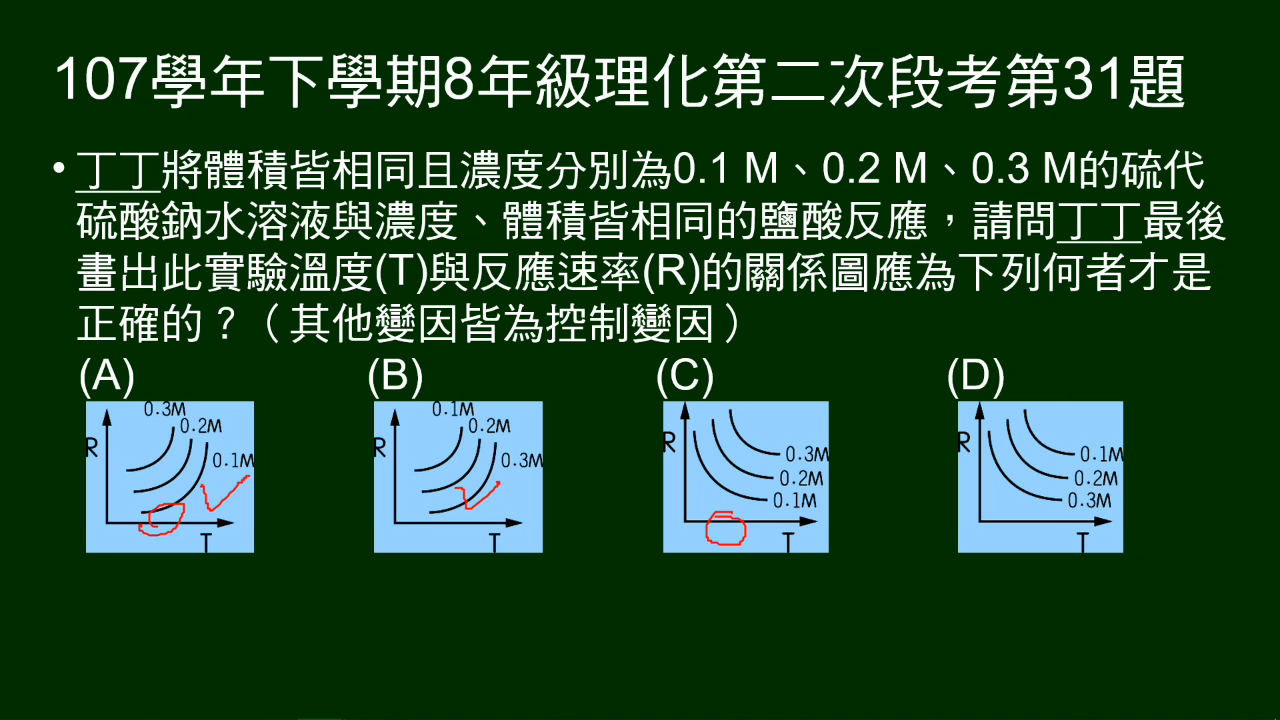 107學年下學期8年級理化第二次段考第31題
• 丁丁將體積皆相同且濃度分別為0.1 M、0.2 M、0.3 M的硫代
硫酸鈉水溶液與濃度、體積皆相同的鹽酸反應，請問丁丁最後
畫出此實驗溫度(T)與反應速率(R)的關係圖應為下列何者才是
正確的？（其他變因皆為控制變因）
(A) (B) (C) (D)
R 0.3M 0.2M 0.1M T
R 0.1M 0.2M 0.3M T
R 0.3M 0.2M 0.1M T
R 0.1M 0.2M 0.3M T